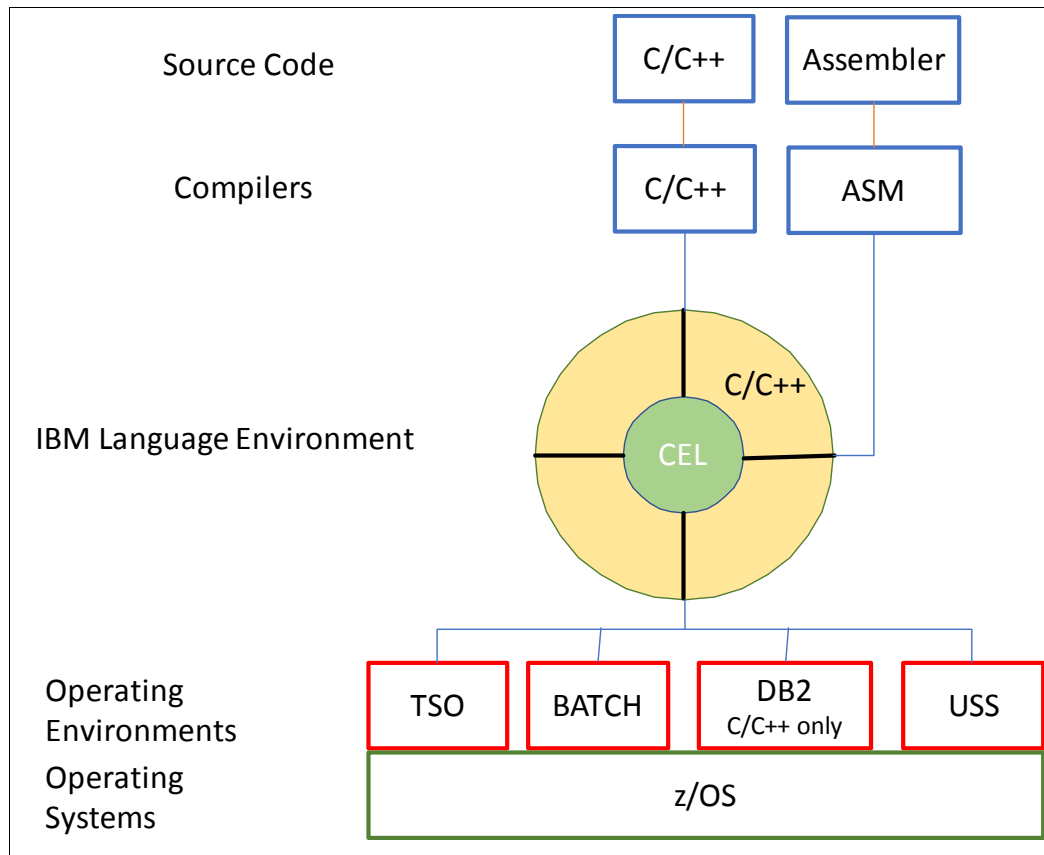 Source Code
C/C++
Assembler
Compilers
C/C++
ASM
C/C++
IBM Language Environment
CEL
Operating
Environments
TSO
BATCH
DB2
C/C++ only
USS
Operating
Systems
z/OS